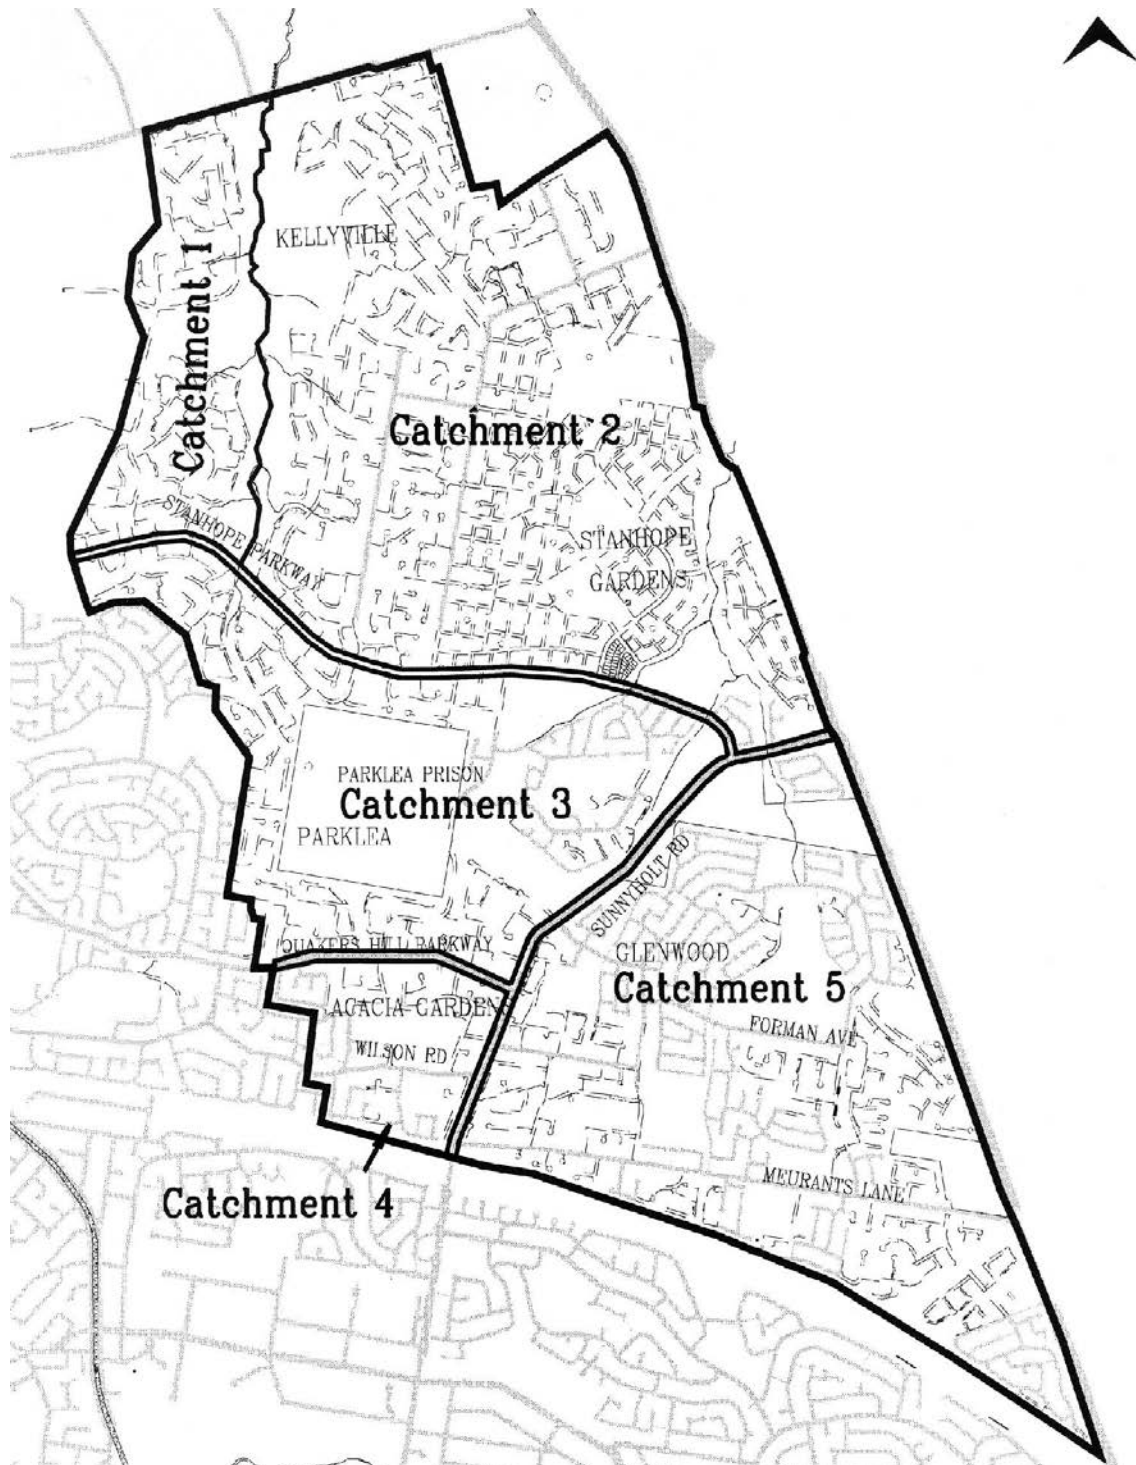 KELLYVILLE
Catchment 1
Catchment 2
STANHOPE PARKWAY
STANHOPE
GARDENS
PARKLEA PRISON
Catchment 3
PARKLEA
SUNNYHOLT RD
QUAKERS HILL PARKWAY
GLENWOOD
Catchment 5
ACACIA GARDENS
FORMAN AVE
WILSON RD
MEURANTS LANE
Catchment 4